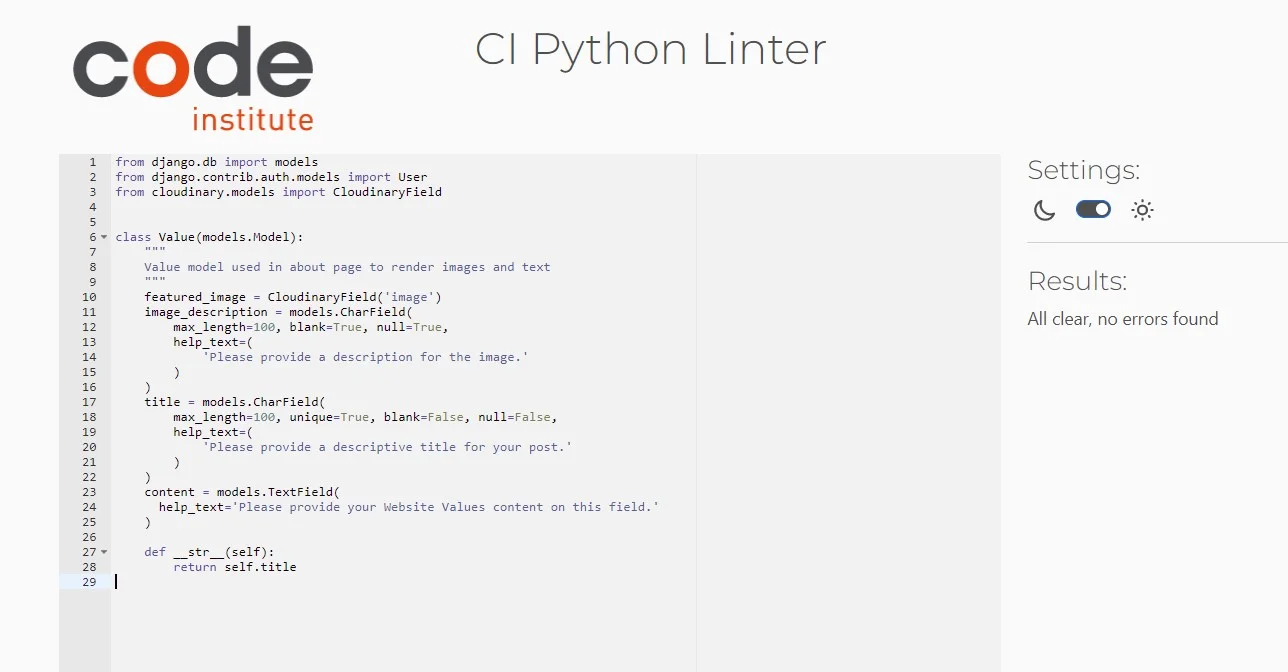 code
institute
CI Python Linter
1 from django.db import models
2 from django.contrib.auth.models import User
3 from cloudinary.models import CloudinaryField
4
5
6 class Value(models.Model):
7     """
8     Value model used in about page to render images and text
9     """
10     featured_image = CloudinaryField('image')
11     image_description = models.CharField(
12         max_length=100, blank=True, null=True,
13         help_text=(
14             'Please provide a description for the image.'
15         )
16     )
17     title = models.CharField(
18         max_length=100, unique=True, blank=False, null=False,
19         help_text=(
20             'Please provide a descriptive title for your post.'
21         )
22     )
23     content = models.TextField(
24       help_text='Please provide your Website Values content on this field.'
25     )
26
27     def __str__(self):
28         return self.title
29
Settings:
Results:
All clear, no errors found